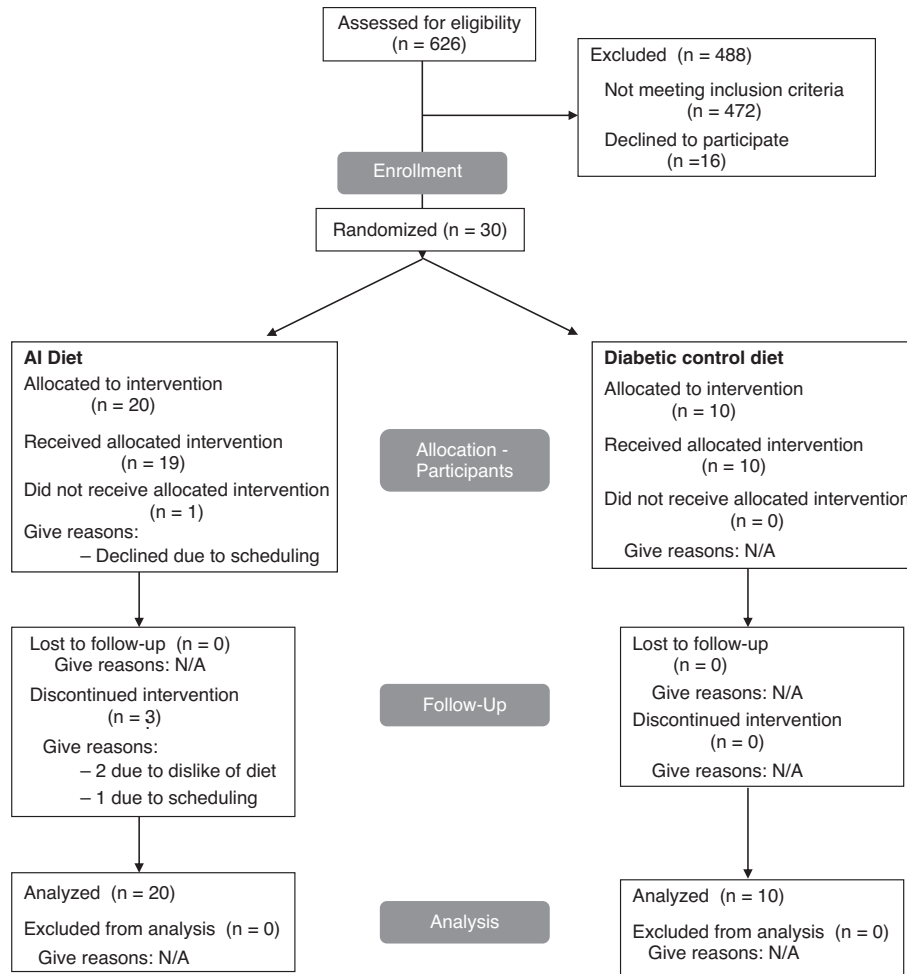 Assessed for eligibility
(n = 626)
Excluded (n = 488)
Not meeting inclusion criteria
(n = 472)
Declined to participate
(n =16)
Enrollment
Randomized (n = 30)
AI Diet
Allocated to intervention
(n = 20)
Received allocated intervention
(n = 19)
Did not receive allocated intervention
(n = 1)
Give reasons:
– Declined due to scheduling
Allocation -
Participants
Diabetic control diet
Allocated to intervention
(n = 10)
Received allocated intervention
(n = 10)
Did not receive allocated intervention
(n = 0)
Give reasons: N/A
Lost to follow-up (n = 0)
Give reasons: N/A
Discontinued intervention
(n = 3)
Give reasons:
– 2 due to dislike of diet
– 1 due to scheduling
Follow-Up
Lost to follow-up
(n = 0)
Give reasons: N/A
Discontinued intervention
(n = 0)
Give reasons: N/A
Analyzed (n = 20)
Excluded from analysis (n = 0)
Give reasons: N/A
Analysis
Analyzed (n = 10)
Excluded from analysis (n = 0)
Give reasons: N/A